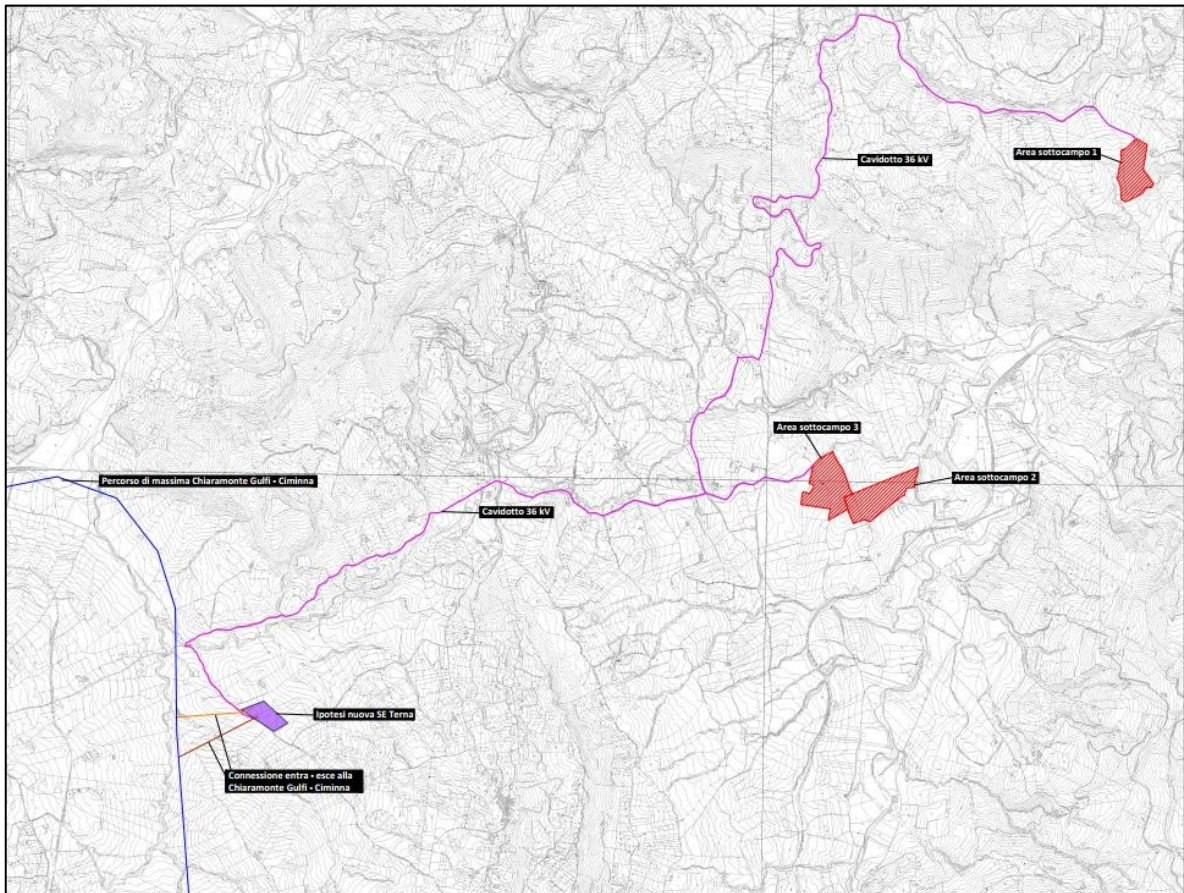 Area sottocampo 1
Cavidotto 36 kV
Area sottocampo 3
Area sottocampo 2
Percorso di massima Chiaramonte Gulfi - Ciminna
Cavidotto 36 kV
Ipotesi nuova SE Terna
Connessione entra - esce alla
Chiaramonte Gulfi - Ciminna